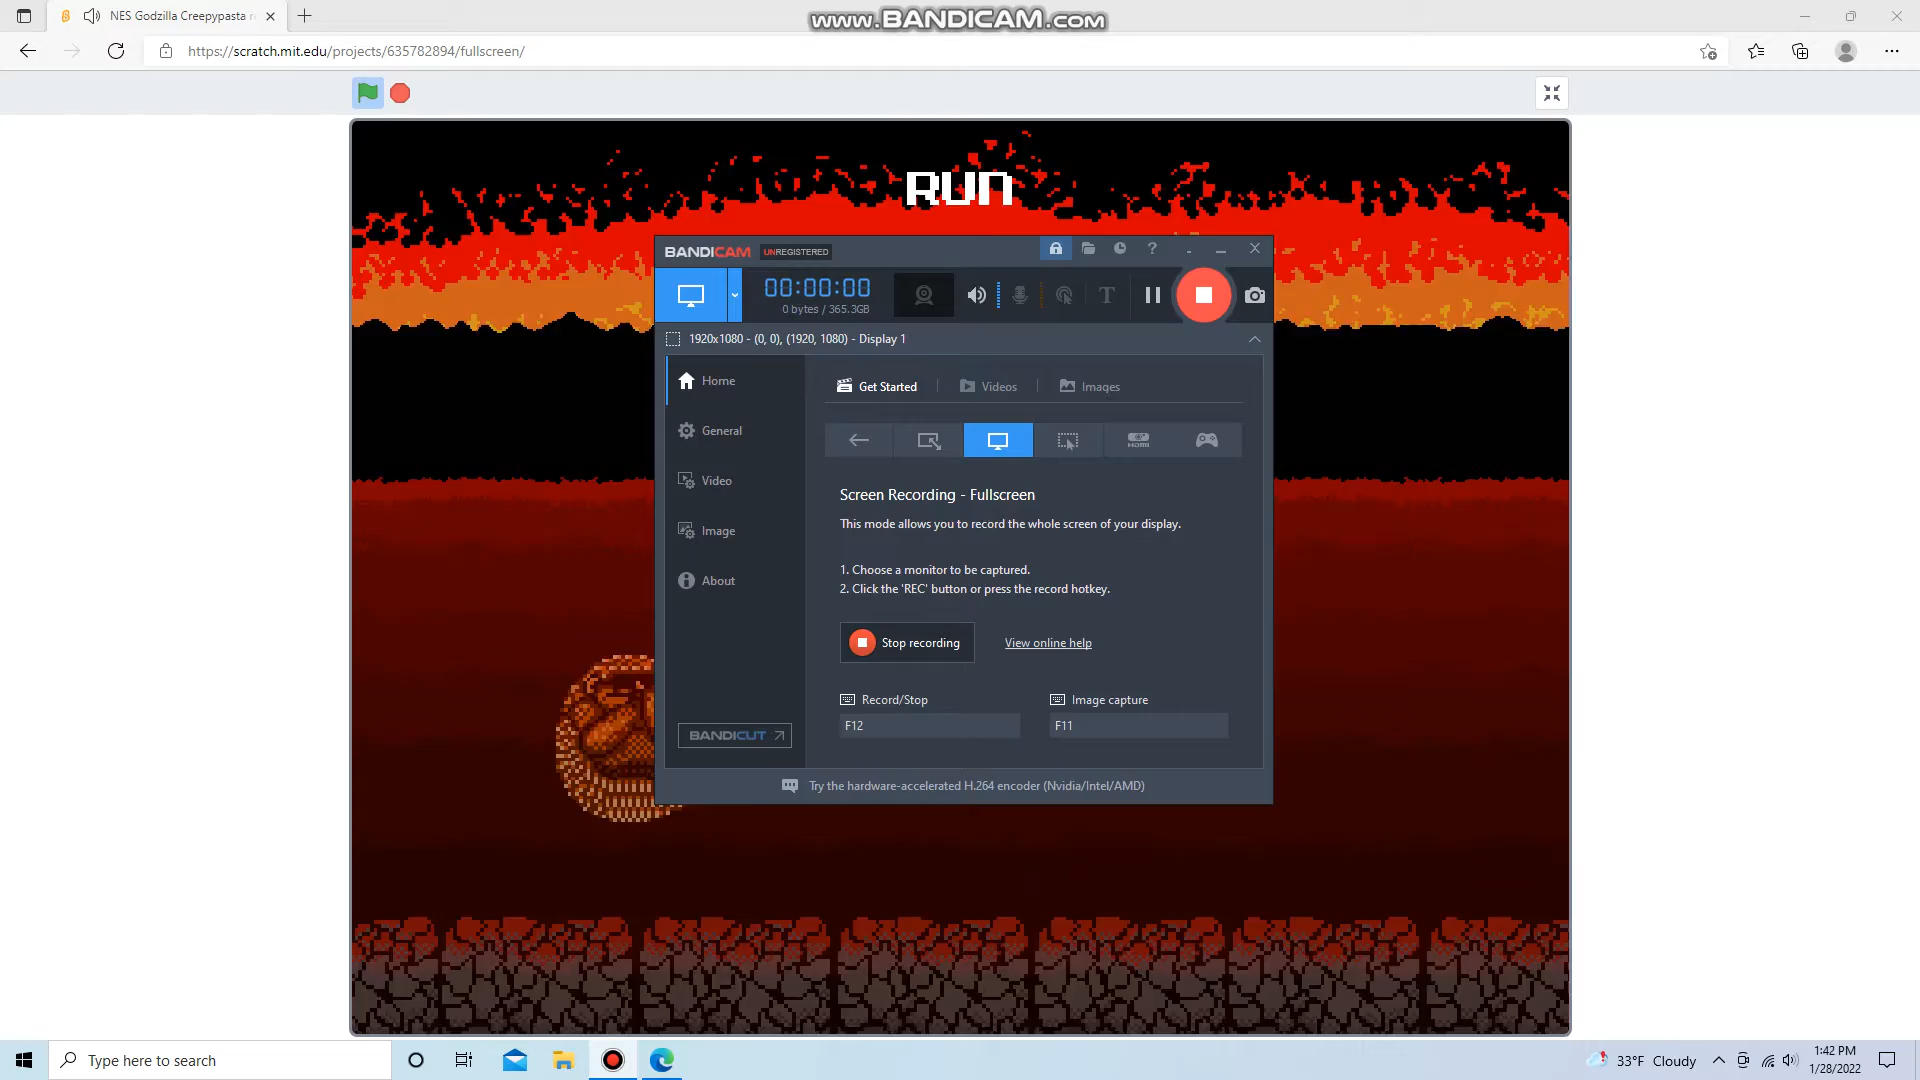 NES Godzilla Creepypasta r
www.BANDICAM.com
https://scratch.mit.edu/projects/635782894/fullscreen/
RUN
BANDICAM UNREGISTERED
00:00:00
0 bytes / 365.3GB
1920x1080 - (0, 0), (1920, 1080) - Display 1
Home
General
Video
Image
About
BANDICUT
Get Started
Videos
Images
HDMI
Screen Recording - Fullscreen
This mode allows you to record the whole screen of your display.
1. Choose a monitor to be captured.
2. Click the 'REC' button or press the record hotkey.
Stop recording
View online help
Record/Stop
Image capture
F12
F11
Try the hardware-accelerated H.264 encoder (Nvidia/Intel/AMD)
Type here to search
33°F Cloudy
1:42 PM
1/28/2022